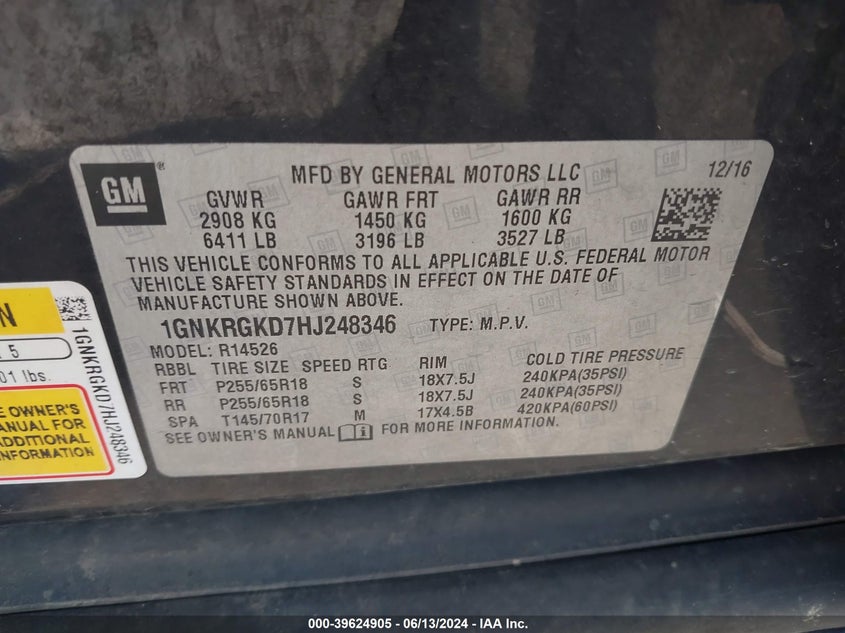 GM
MFD BY GENERAL MOTORS LLC
12/16
GVWR GAWR FRT GAWR RR
2908 KG 1450 KG 1600 KG
6411 LB 3196 LB 3527 LB
THIS VEHICLE CONFORMS TO ALL APPLICABLE U.S. FEDERAL MOTOR
VEHICLE SAFETY STANDARDS IN EFFECT ON THE DATE OF
MANUFACTURE SHOWN ABOVE.
1GNKRGKD7HJ248346 TYPE: M.P.V.
MODEL: R14526
RBBL TIRE SIZE SPEED RTG RIM COLD TIRE PRESSURE
FRT P255/65R18 S 18X7.5J 240KPA(35PSI)
RR P255/65R18 S 18X7.5J 240KPA(35PSI)
SPA T145/70R17 M 17X4.5B 420KPA(60PSI)
SEE OWNER'S MANUAL FOR MORE INFORMATION.
5
lbs.
OWNER'S
MANUAL FOR
INFORMATION
1GNKRGKD7HJ248346
000-39624905 - 06/13/2024 - IAA Inc.